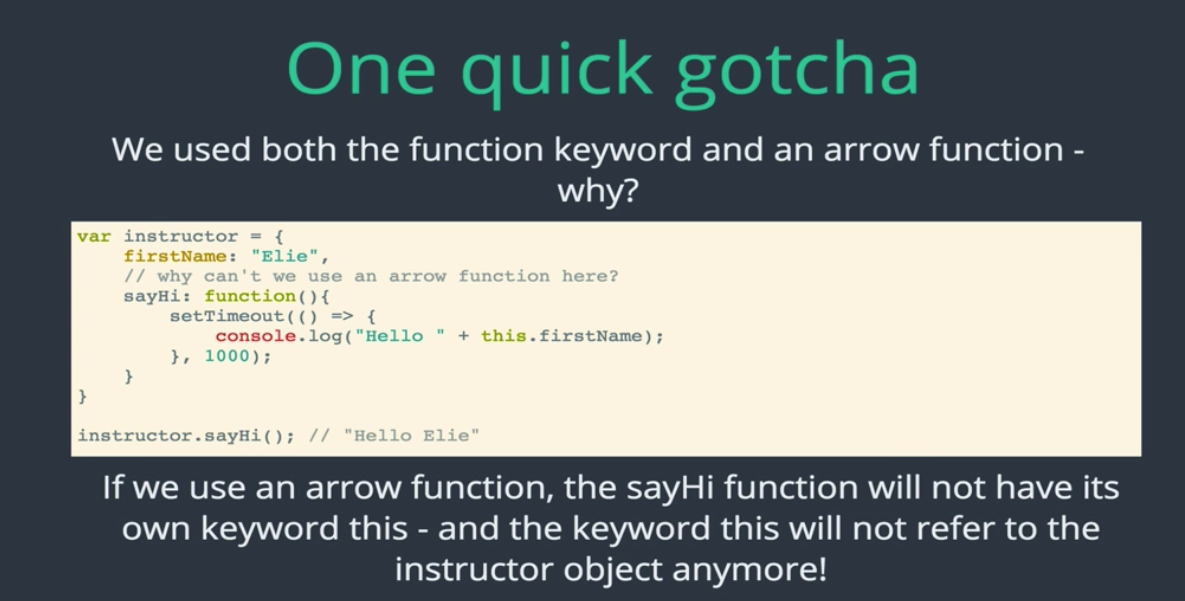 One quick gotcha
We used both the function keyword and an arrow function -
why?
var instructor = {
    firstName: "Elie",
    // why can't we use an arrow function here?
    sayHi: function(){
        setTimeout(() => {
            console.log("Hello " + this.firstName);
        }, 1000);
    }
}
instructor.sayHi(); // "Hello Elie"
If we use an arrow function, the sayHi function will not have its
own keyword this - and the keyword this will not refer to the
instructor object anymore!